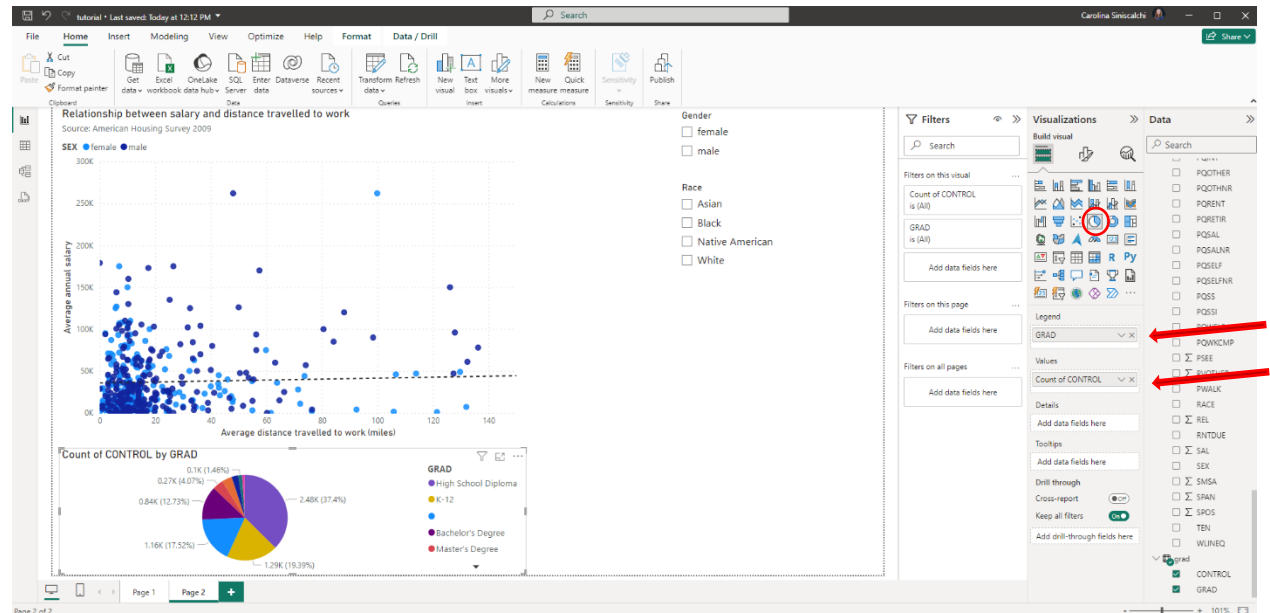 tutorial • Last saved: Today at 12:12 PM
Search
Carolina Siniscalchi
File Home Insert Modeling View Optimize Help Format Data / Drill
Share
Paste
Cut
Copy
Format painter
Get data
Excel workbook
OneLake data hub
SQL Server
Enter data
Dataverse
Recent sources
Transform data
Refresh
New visual
Text box
More visuals
New measure
Quick measure
Sensitivity
Publish
Clipboard Data Queries Insert Calculations Sensitivity Share
Relationship between salary and distance travelled to work
Source: American Housing Survey 2009
SEX female male
Average annual salary
300K
250K
200K
150K
100K
50K
0K
0 20 40 60 80 100 120 140
Average distance travelled to work (miles)
Gender
female
male
Race
Asian
Black
Native American
White
Count of CONTROL by GRAD
0.1K (1.46%)
0.27K (4.07%)
0.84K (12.73%)
1.16K (17.52%)
2.48K (37.4%)
1.29K (19.39%)
GRAD
High School Diploma
K-12
Bachelor's Degree
Master's Degree
Filters
Search
Filters on this visual
Count of CONTROL
is (All)
GRAD
is (All)
Add data fields here
Filters on this page
Add data fields here
Filters on all pages
Add data fields here
Visualizations
Build visual
R Py
123
Legend
GRAD
Values
Count of CONTROL
Details
Add data fields here
Tooltips
Add data fields here
Drill through
Cross-report Off
Keep all filters On
Add drill-through fields here
Data
Search
PQOTHER
PQOTHNR
PQRENT
PQRETIR
PQSAL
PQSALNR
PQSELF
PQSELFNR
PQSS
PQSSI
PQWKCMP
PSEE
PWALK
RACE
REL
RNTDUE
SAL
SEX
SMSA
SPAN
SPOS
TEN
WLINEQ
grad
CONTROL
GRAD
Page 1 Page 2 +
Page 2 of 2
101%